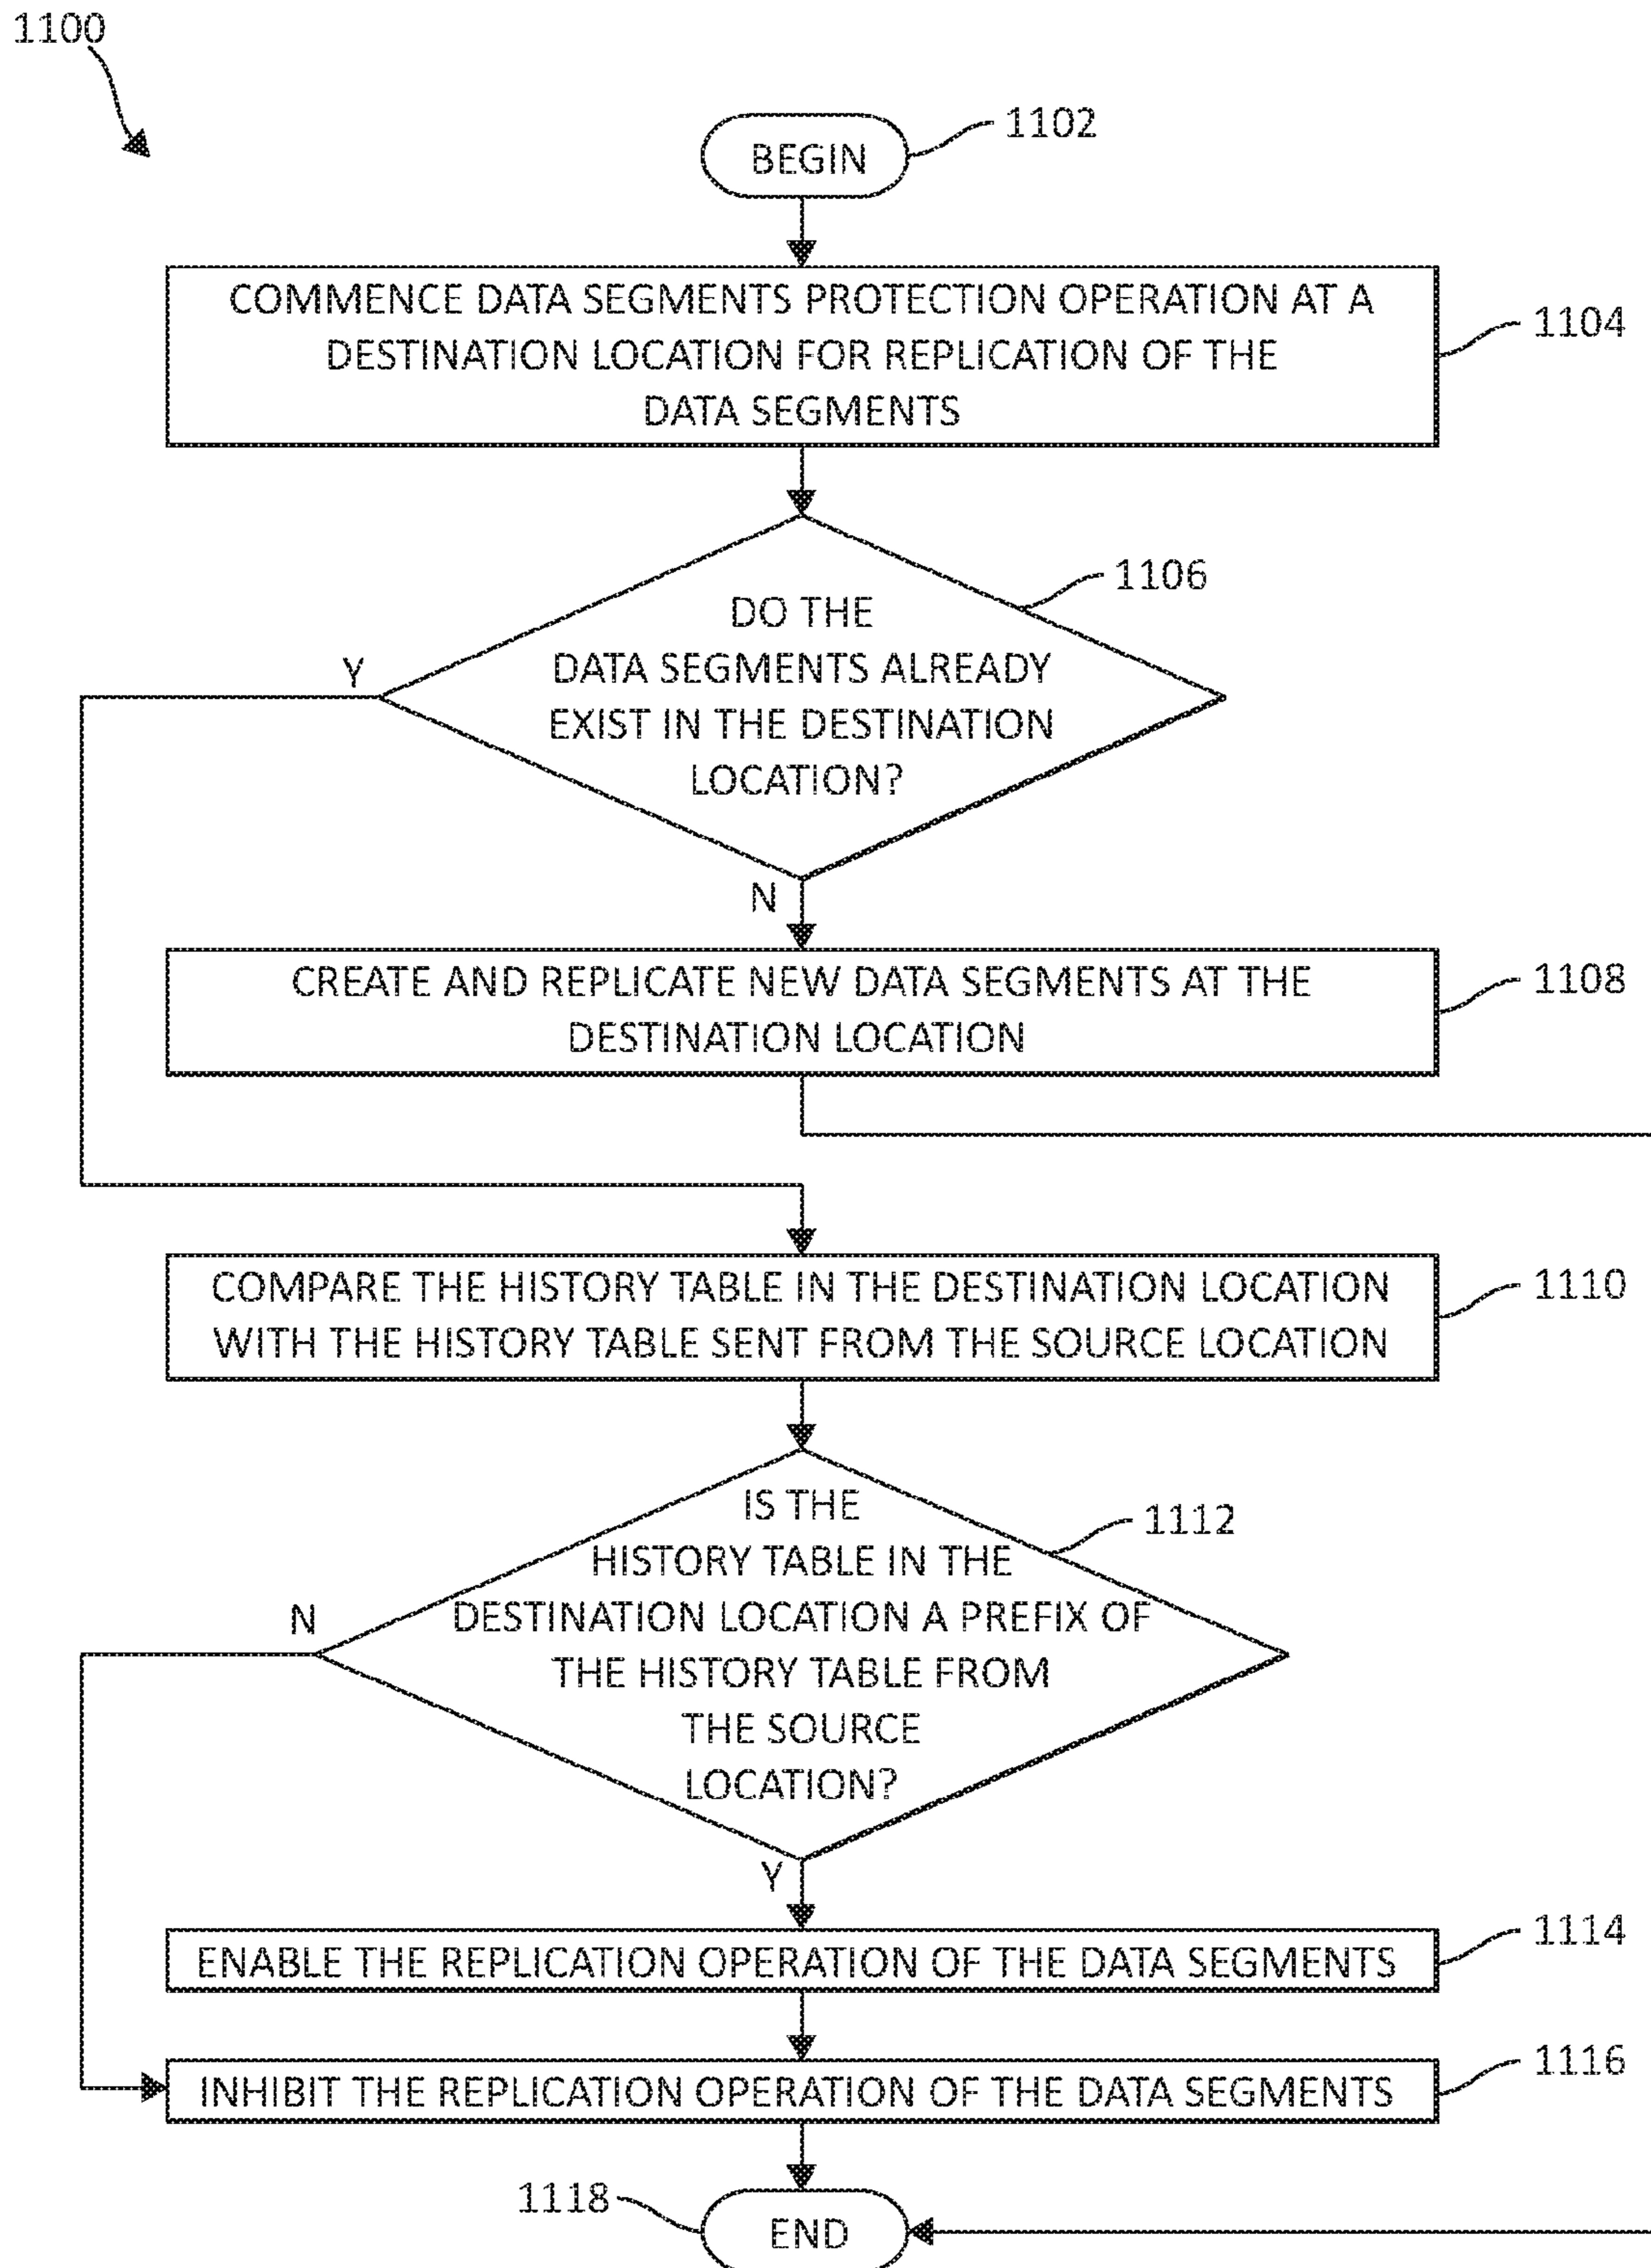 1100
BEGIN
1102
COMMENCE DATA SEGMENTS PROTECTION OPERATION AT A
DESTINATION LOCATION FOR REPLICATION OF THE
DATA SEGMENTS
1104
1106
DO THE
DATA SEGMENTS ALREADY
EXIST IN THE DESTINATION
LOCATION?
Y
N
CREATE AND REPLICATE NEW DATA SEGMENTS AT THE
DESTINATION LOCATION
1108
COMPARE THE HISTORY TABLE IN THE DESTINATION LOCATION
WITH THE HISTORY TABLE SENT FROM THE SOURCE LOCATION
1110
IS THE
HISTORY TABLE IN THE
DESTINATION LOCATION A PREFIX OF
THE HISTORY TABLE FROM
THE SOURCE
LOCATION?
1112
N
Y
ENABLE THE REPLICATION OPERATION OF THE DATA SEGMENTS
1114
INHIBIT THE REPLICATION OPERATION OF THE DATA SEGMENTS
1116
1118
END